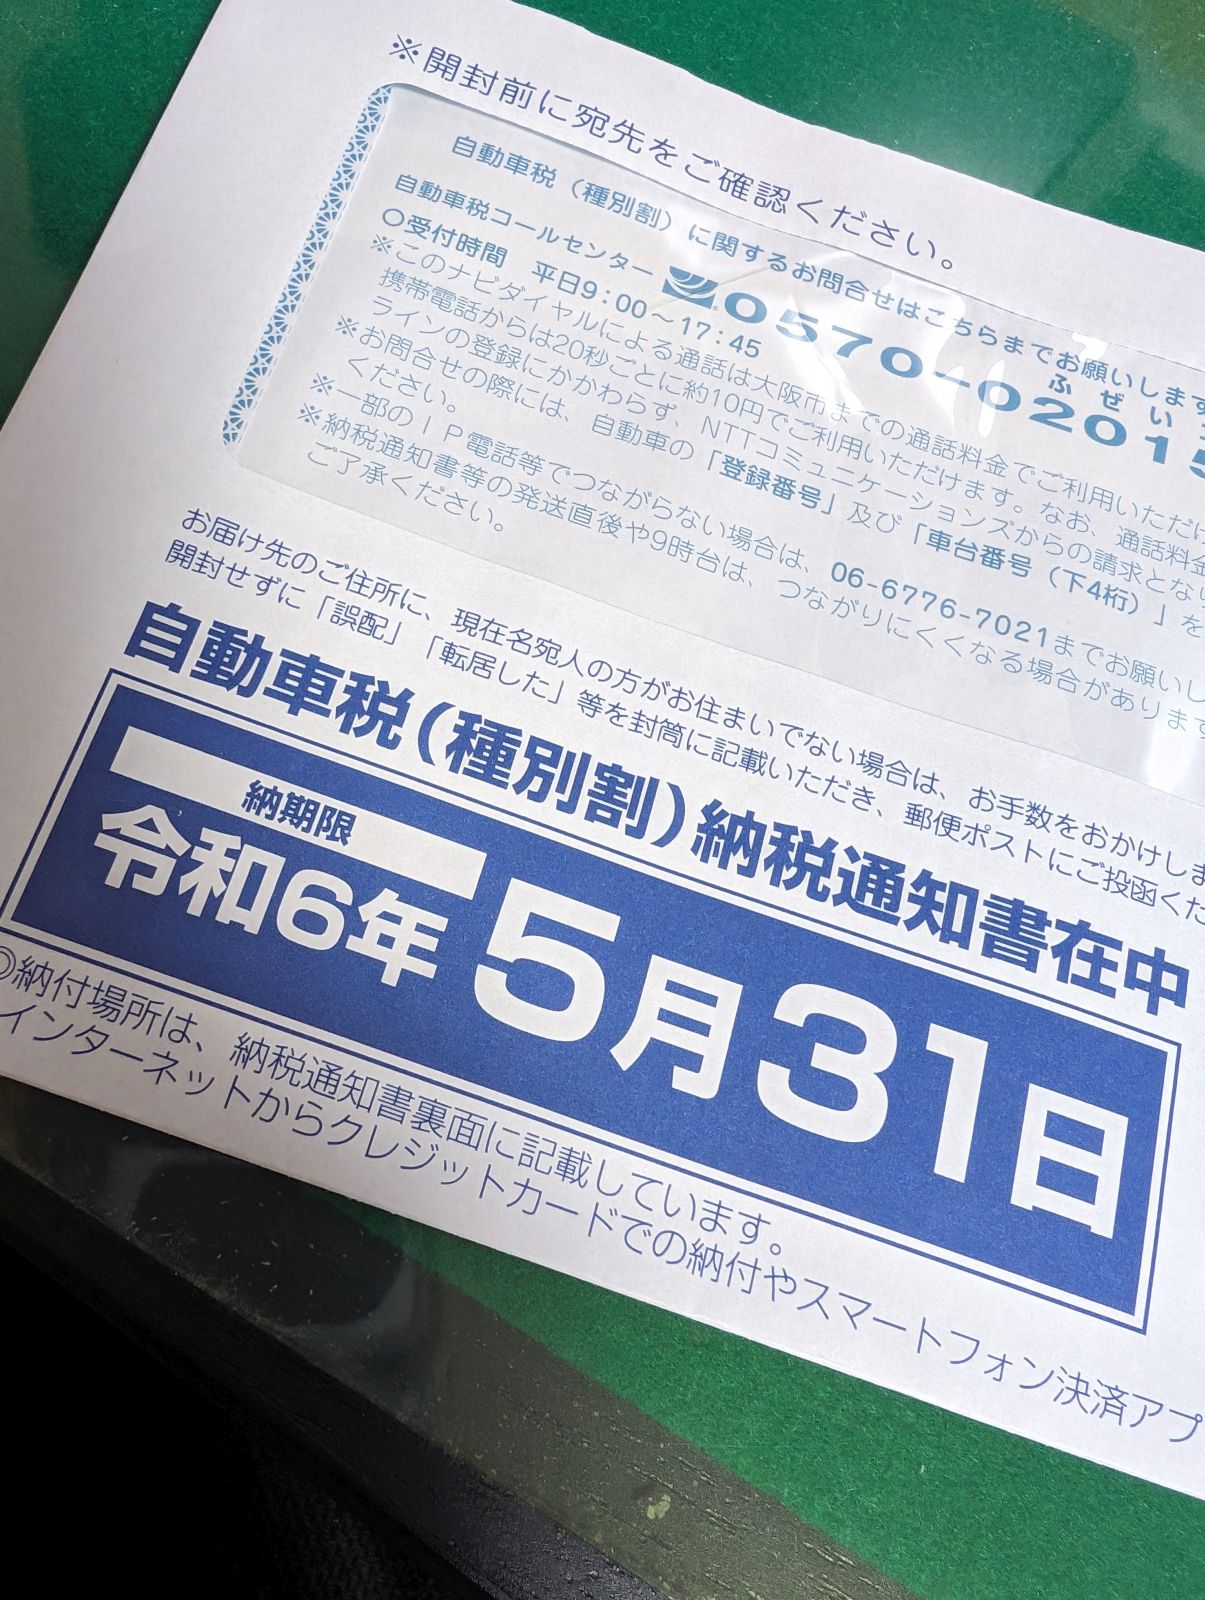 ※開封前に宛先をご確認ください。
自動車税(種別割)に関するお問合せはこちらまでお願いします
自動車税コールセンター 0570-02015
ふぜい
○受付時間 平日9:00~17:45
※このナビダイヤルによる通話は大阪市までの通話料金でご利用いただけ
携帯電話からは20秒ごとに約10円でご利用いただけます。なお、通話料金
ラインの登録にかかわらず、NTTコミュニケーションズからの請求となり
※お問合せの際には、自動車の「登録番号」及び「車台番号(下4桁)」を
ください。
※一部のIP電話等でつながらない場合は、06-6776-7021までお願いし
※納税通知書等の発送直後や9時台は、つながりにくくなる場合があります
ご了承ください。
お届け先のご住所に、現在名宛人の方がお住まいでない場合は、お手数をおかけしま
開封せずに「誤配」「転居した」等を封筒に記載いただき、郵便ポストにご投函くだ
自動車税(種別割)納税通知書在中
納期限
令和6年5月31日
◎納付場所は、納税通知書裏面に記載しています。
インターネットからクレジットカードでの納付やスマートフォン決済アプ